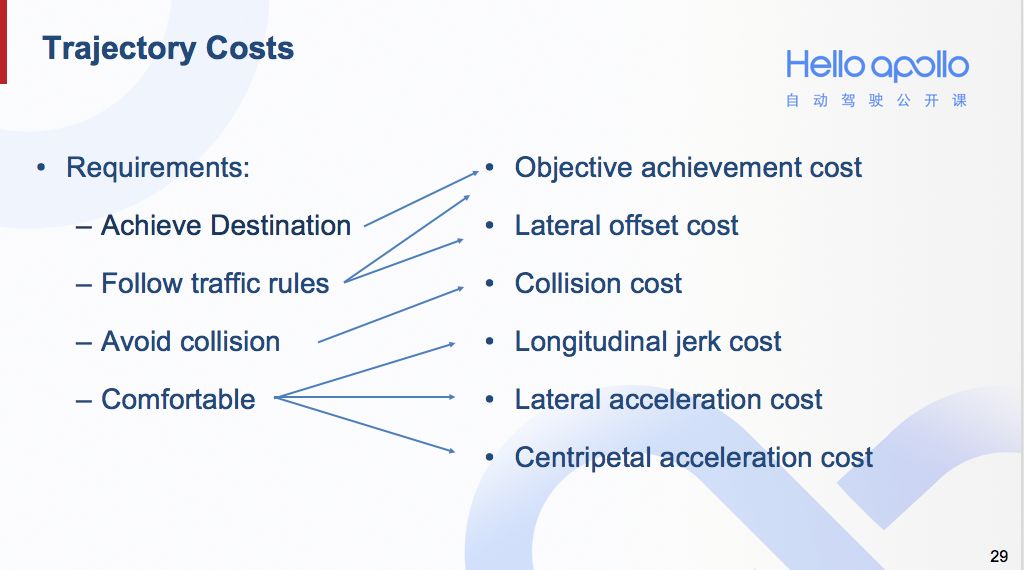 Trajectory Costs
Hello apollo
自动驾驶公开课
• Requirements:
– Achieve Destination
– Follow traffic rules
– Avoid collision
– Comfortable
• Objective achievement cost
• Lateral offset cost
• Collision cost
• Longitudinal jerk cost
• Lateral acceleration cost
• Centripetal acceleration cost
29